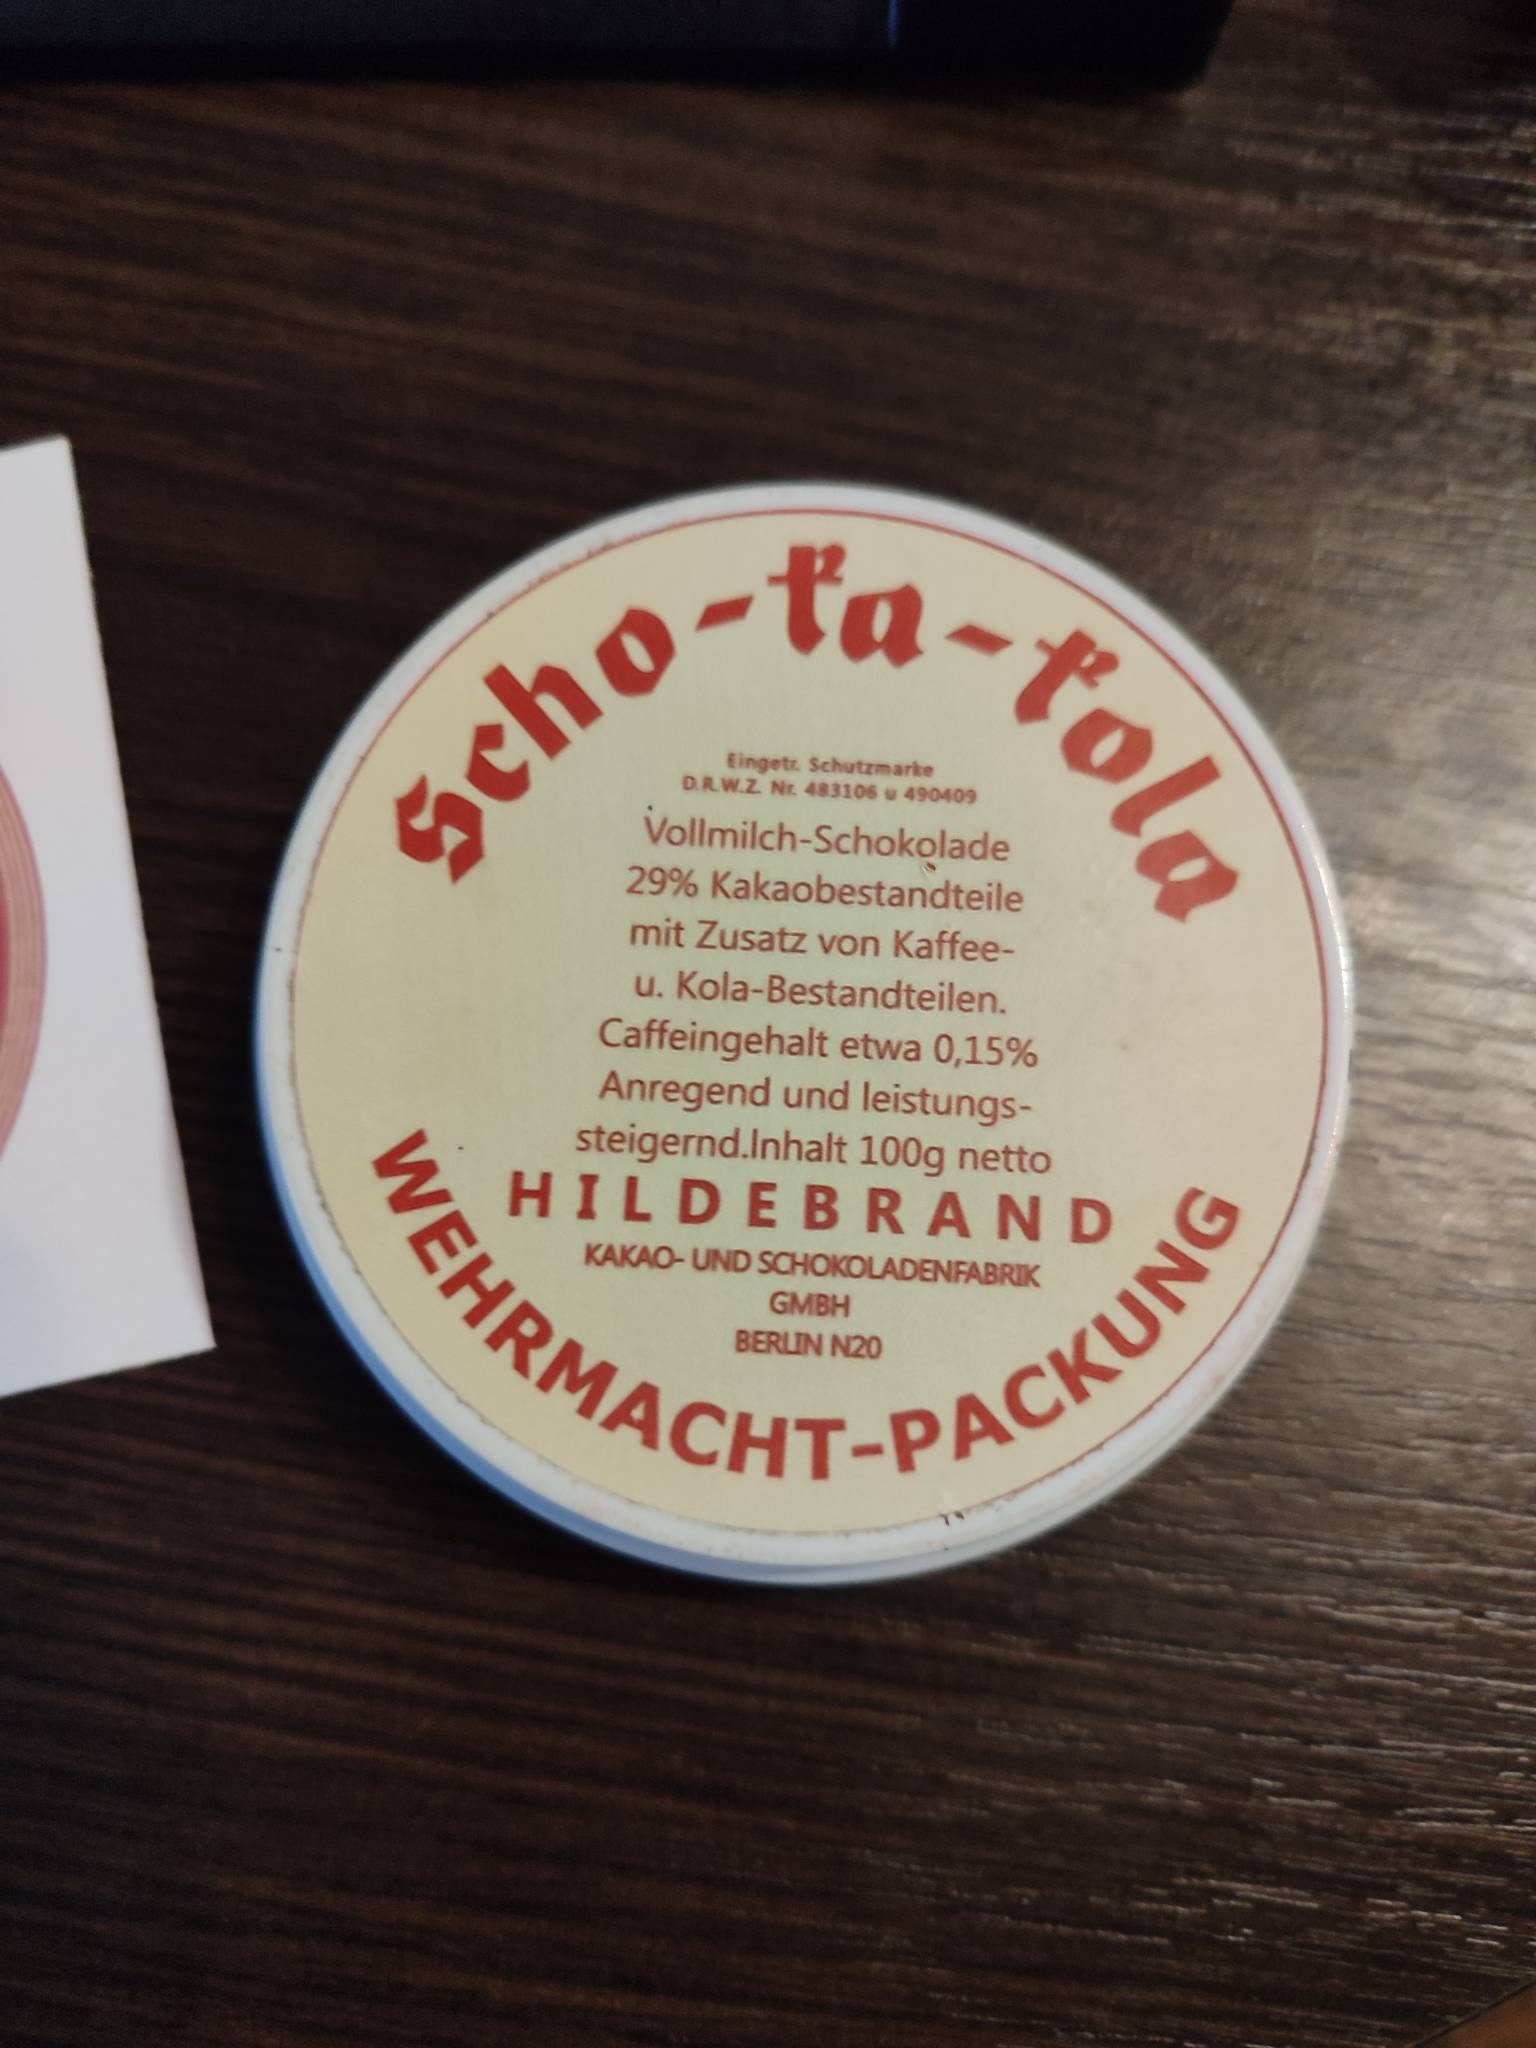 Scho-ka-kola
Eingetr. Schutzmarke
D.R.W.Z. Nr. 483106 u 490409
Vollmilch-Schokolade
29% Kakaobestandteile
mit Zusatz von Kaffee-
u. Kola-Bestandteilen.
Caffeingehalt etwa 0,15%
Anregend und leistungs-
steigernd.Inhalt 100g netto
HILDEBRAND
KAKAO- UND SCHOKOLADENFABRIK
GMBH
BERLIN N20
WEHRMACHT-PACKUNG